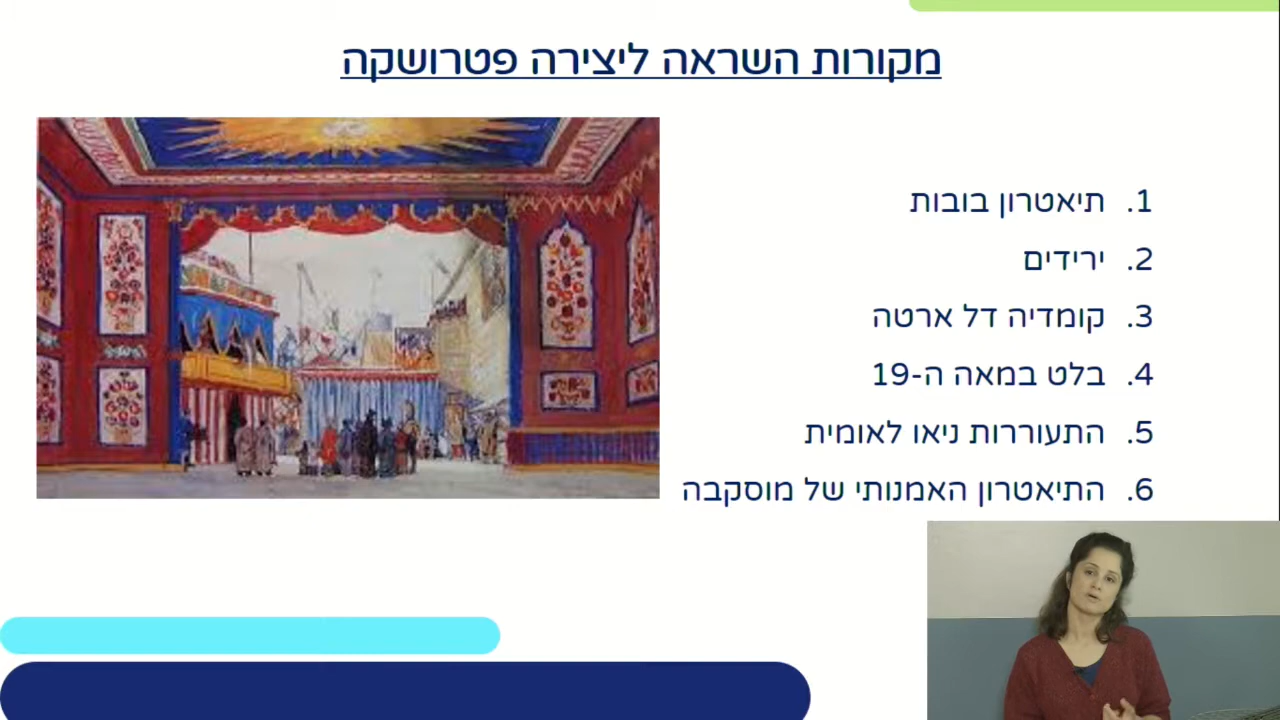 מקורות השראה ליצירה פטרושקה
1. תיאטרון בובות
2. ירידים
3. קומדיה דל ארטה
4. בלט במאה ה-19
5. התעוררות ניאו לאומית
6. התיאטרון האמנותי של מוסקבה